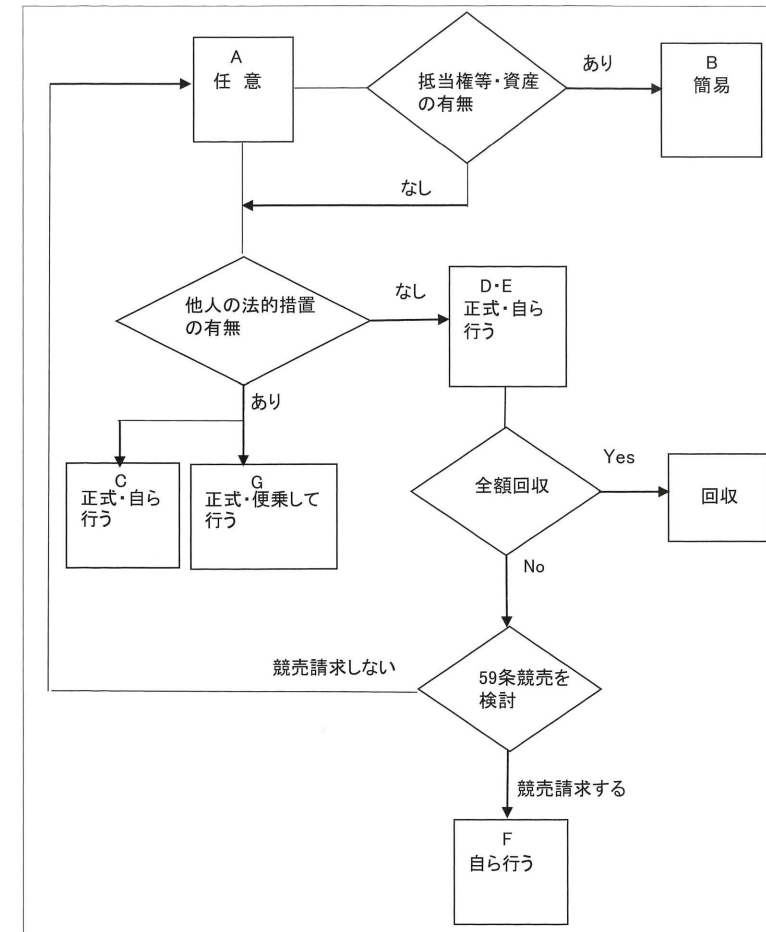 A
任 意
抵当権等・資産
の有無
あり
B
簡易
なし
他人の法的措置
の有無
なし
D・E
正式・自ら
行う
あり
C
正式・自ら
行う
G
正式・便乗して
行う
全額回収
Yes
回収
No
競売請求しない
59条競売を
検討
競売請求する
F
自ら行う